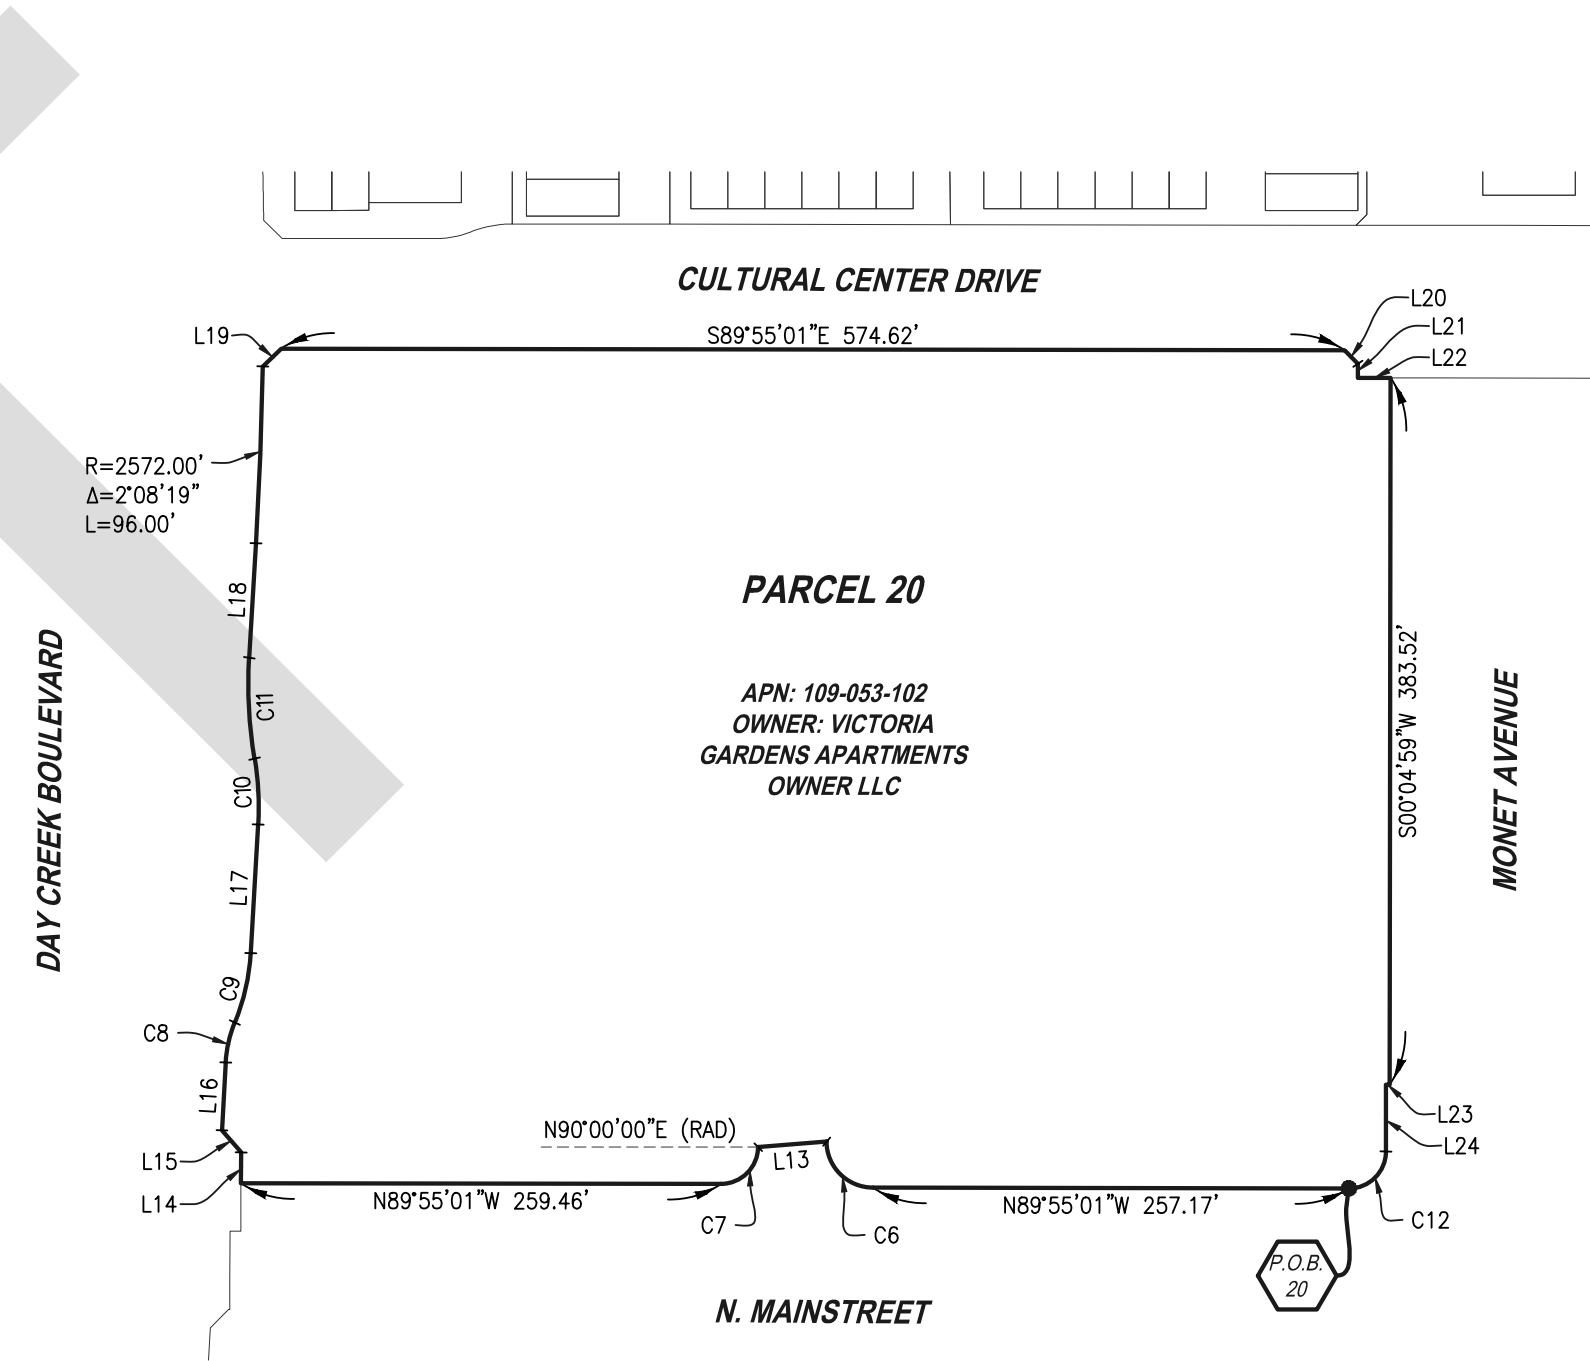 CULTURAL CENTER DRIVE
L20
L19
S89°55'01"E 574.62'
L21
L22
R=2572.00'
Δ=2°08'19"
L=96.00'
L18
PARCEL 20
DAY CREEK BOULEVARD
S00°04'59"W 383.52'
MONET AVENUE
APN: 109-053-102
OWNER: VICTORIA
GARDENS APARTMENTS
OWNER LLC
C11
C10
L17
C9
C8
L16
L23
N90°00'00"E (RAD)
L24
L15
L13
L14
N89°55'01"W 259.46'
N89°55'01"W 257.17'
C7
C6
C12
P.O.B.
20
N. MAINSTREET